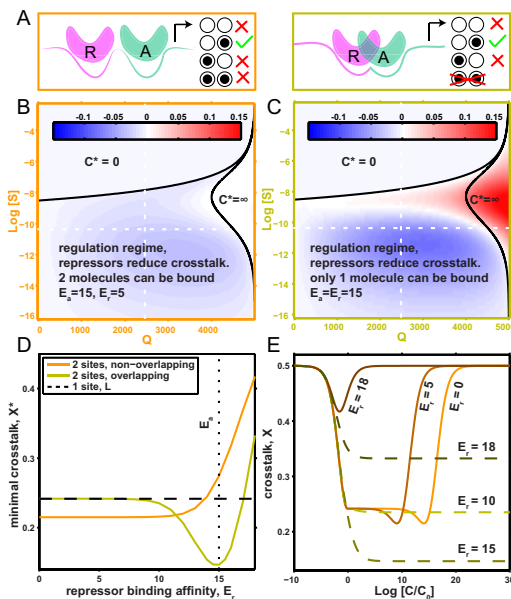 A
R
A
R
A
B
-0.1
-0.05
0
0.05
0.1
0.15
C* = 0
C*=∞
regulation regime,
repressors reduce crosstalk.
2 molecules can be bound
Ea=15, Er=5
Log [S]
-4
-6
-8
-10
-12
-14
-16
0
1000
2000
3000
4000
Q
C
-0.1
-0.05
0
0.05
0.1
0.15
C* = 0
C*=∞
regulation regime,
repressors reduce crosstalk.
only 1 molecule can be bound
Ea=Er=15
Log [S]
-4
-6
-8
-10
-12
-14
-16
0
1000
2000
3000
4000
5000
Q
D
2 sites, non-overlapping
2 sites, overlapping
1 site, L
Ea
minimal crosstalk, X*
0.4
0.3
0.2
0
5
10
15
repressor binding affinity, Er
E
Er= 18
Er= 5
Er= 0
Er = 18
Er = 10
Er = 15
crosstalk, X
0.5
0.4
0.3
0.2
-10
0
10
20
30
Log [C/C0]